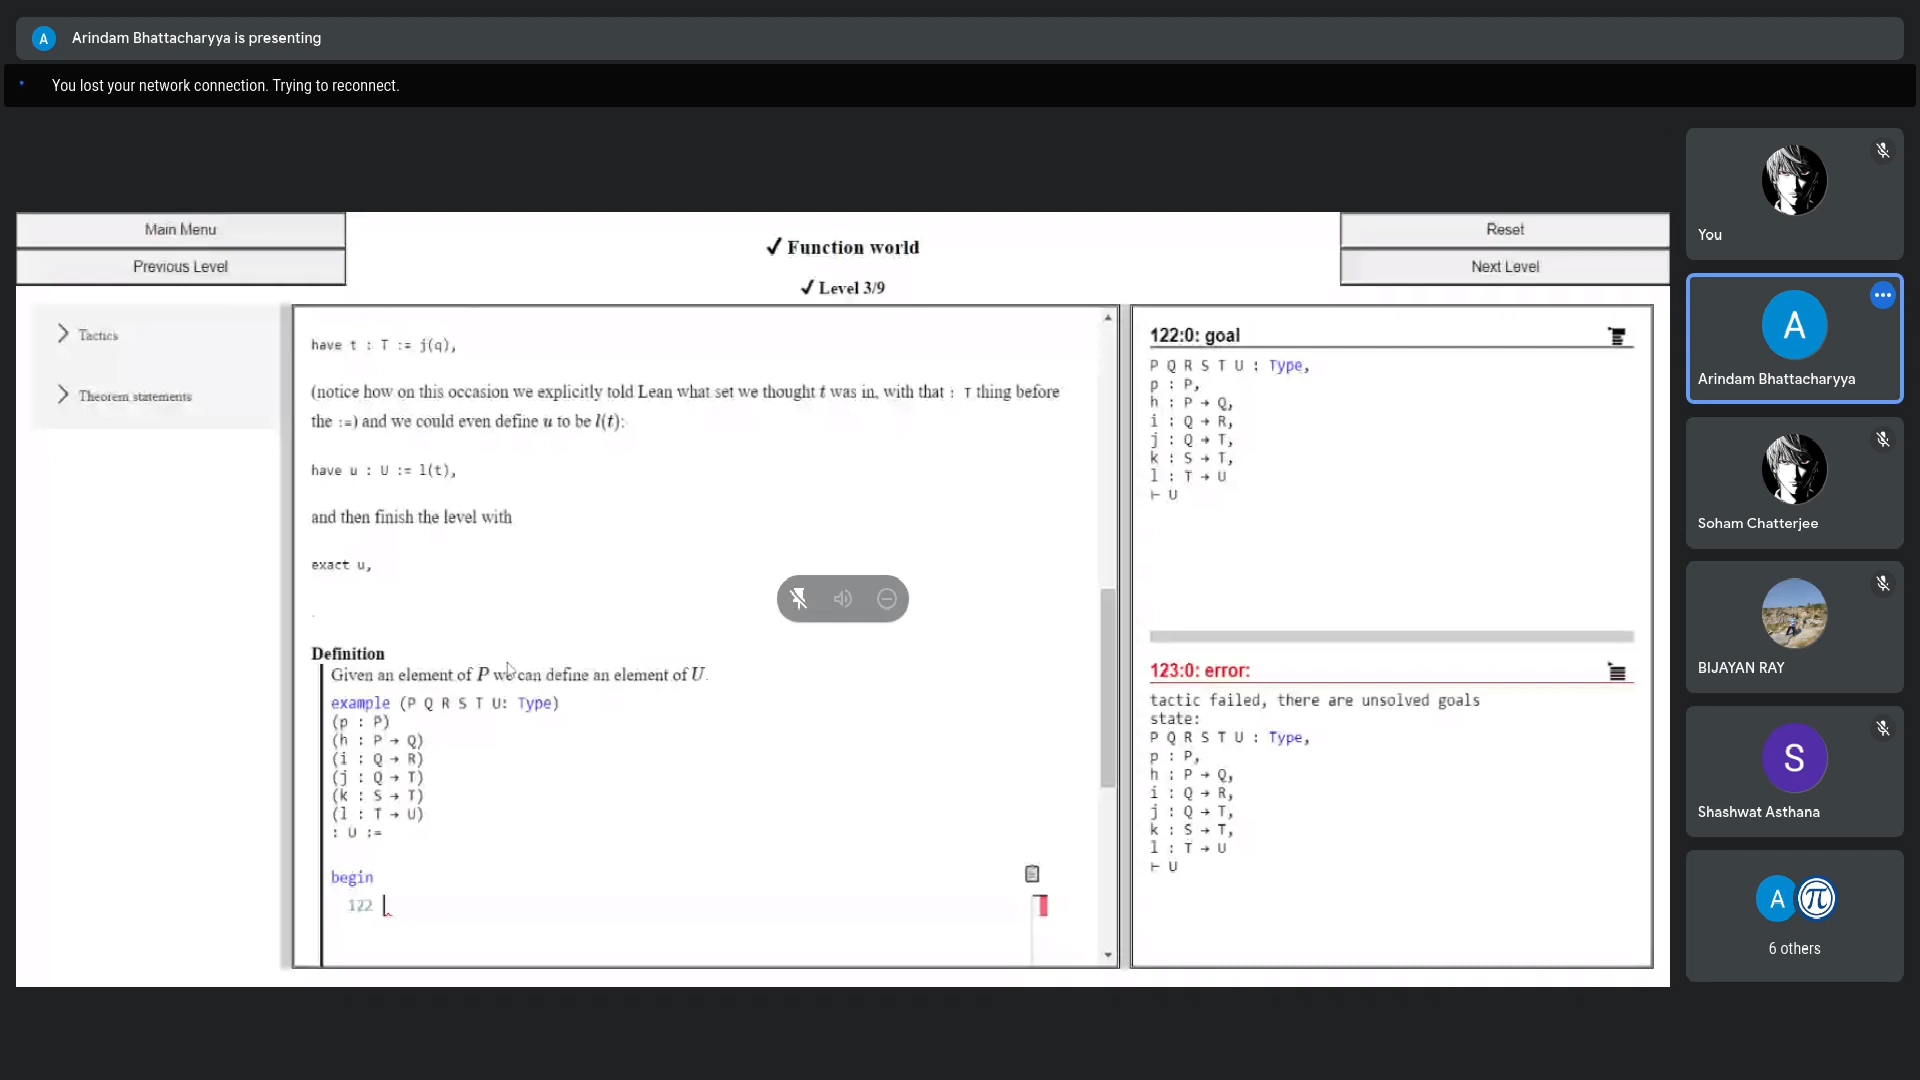 A
Arindam Bhattacharyya is presenting
You lost your network connection. Trying to reconnect.
Main Menu
Previous Level
✓ Function world
✓ Level 3/9
Reset
Next Level
Tactics
Theorem statements
have t : T := j(q),
(notice how on this occasion we explicitly told Lean what set we thought t was in, with that : T thing before
the :=) and we could even define u to be l(t):
have u : U := l(t),
and then finish the level with
exact u,
.
Definition
Given an element of P we can define an element of U.
example (P Q R S T U: Type)
(p : P)
(h : P → Q)
(i : Q → R)
(j : Q → T)
(k : S → T)
(l : T → U)
: U :=
begin
122
122:0: goal
P Q R S T U : Type,
p : P,
h : P → Q,
i : Q → R,
j : Q → T,
k : S → T,
l : T → U
⊢ U
123:0: error:
tactic failed, there are unsolved goals
state:
P Q R S T U : Type,
p : P,
h : P → Q,
i : Q → R,
j : Q → T,
k : S → T,
l : T → U
⊢ U
You
A
Arindam Bhattacharyya
Soham Chatterjee
BIJAYAN RAY
S
Shashwat Asthana
A π
6 others